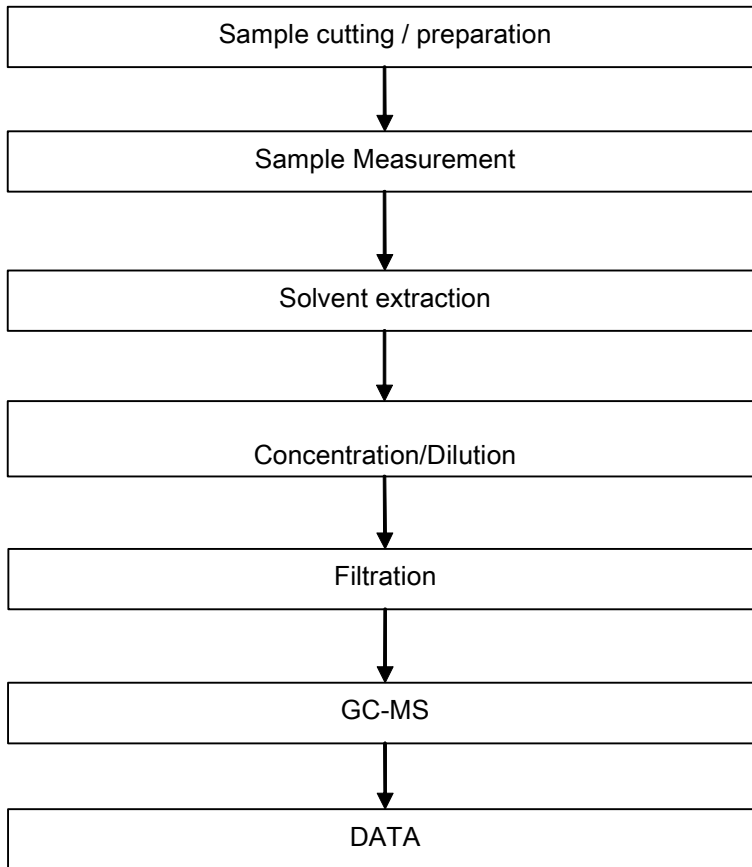 Sample cutting / preparation
Sample Measurement
Solvent extraction
Concentration/Dilution
Filtration
GC-MS
DATA